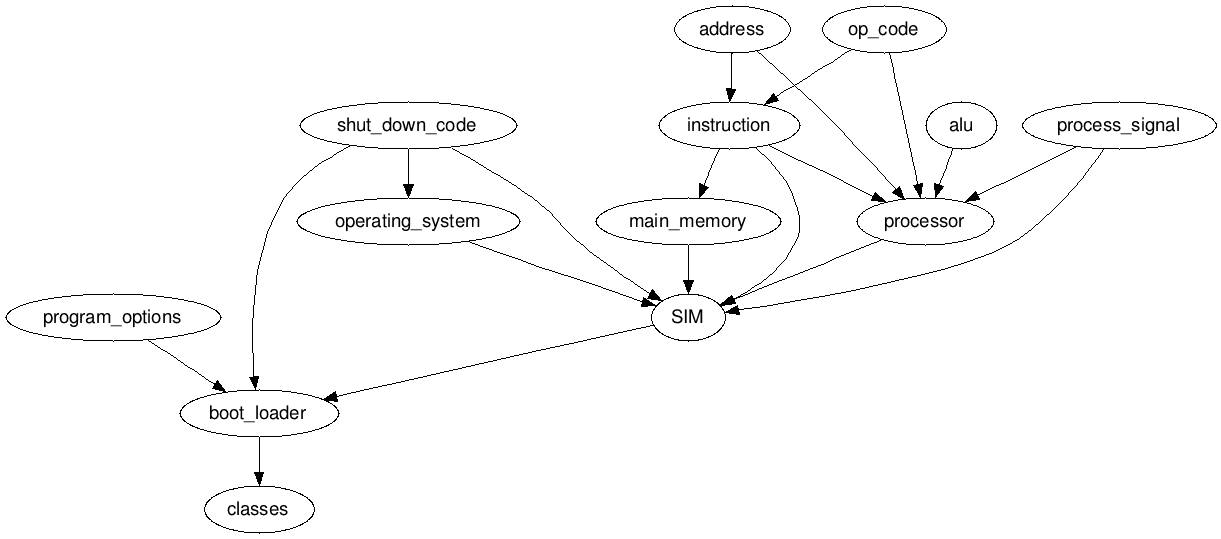 address
op_code
shut_down_code
instruction
alu
process_signal
operating_system
main_memory
processor
program_options
SIM
boot_loader
classes